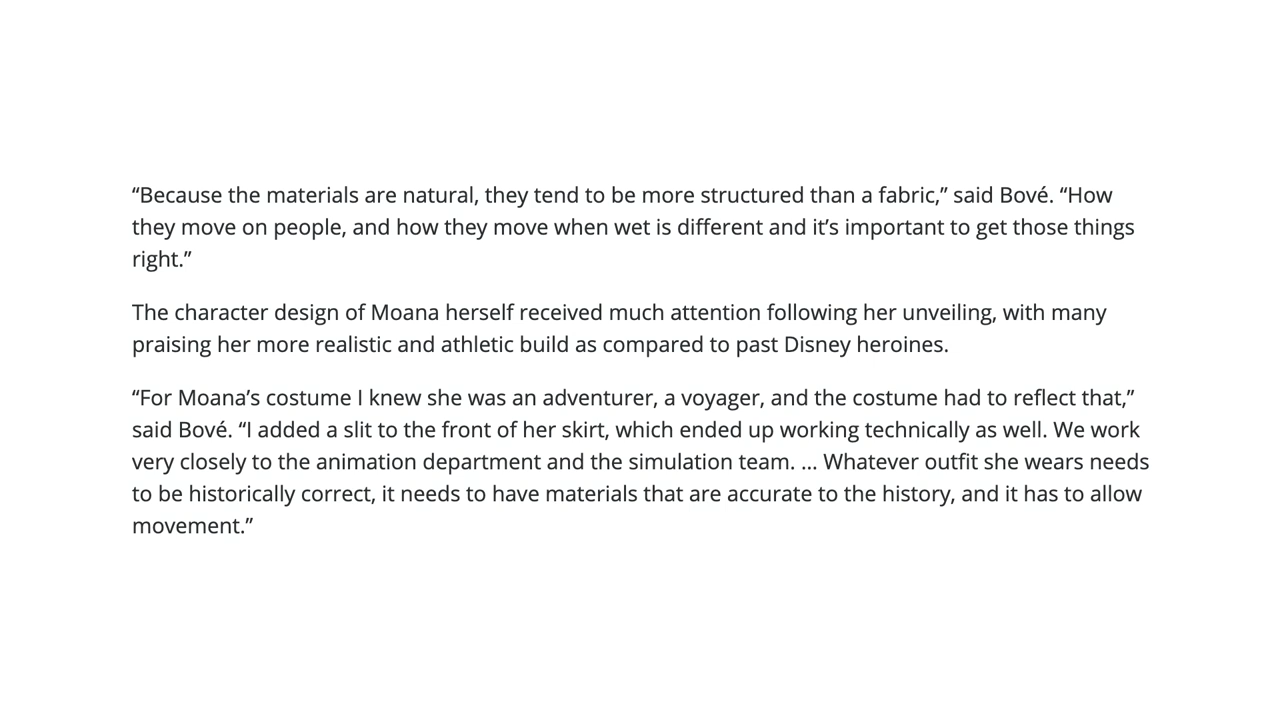 “Because the materials are natural, they tend to be more structured than a fabric,” said Bové. “How
they move on people, and how they move when wet is different and it’s important to get those things
right.”
The character design of Moana herself received much attention following her unveiling, with many
praising her more realistic and athletic build as compared to past Disney heroines.
“For Moana’s costume I knew she was an adventurer, a voyager, and the costume had to reflect that,”
said Bové. “I added a slit to the front of her skirt, which ended up working technically as well. We work
very closely to the animation department and the simulation team. … Whatever outfit she wears needs
to be historically correct, it needs to have materials that are accurate to the history, and it has to allow
movement.”